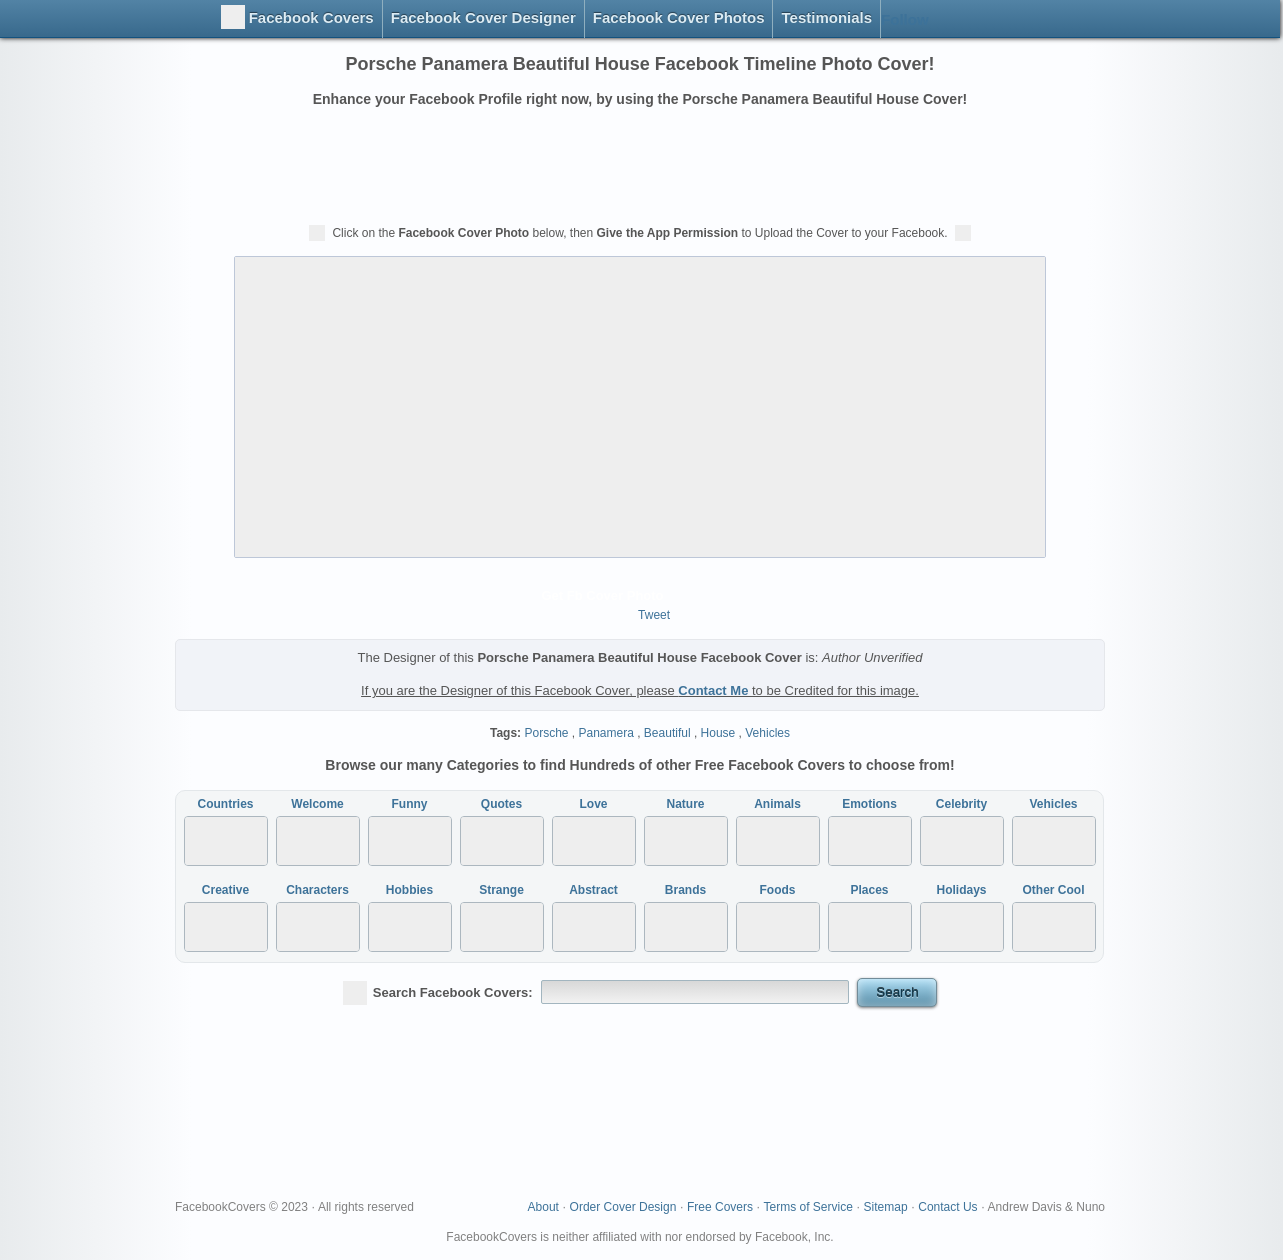 Facebook Covers Facebook Cover Designer Facebook Cover Photos Testimonials
Porsche Panamera Beautiful House Facebook Timeline Photo Cover!
Enhance your Facebook Profile right now, by using the Porsche Panamera Beautiful House Cover!
Click on the Facebook Cover Photo below, then Give the App Permission to Upload the Cover to your Facebook.
Tweet
The Designer of this Porsche Panamera Beautiful House Facebook Cover is: Author Unverified
If you are the Designer of this Facebook Cover, please Contact Me to be Credited for this image.
Tags: Porsche , Panamera , Beautiful , House , Vehicles
Browse our many Categories to find Hundreds of other Free Facebook Covers to choose from!
Countries Welcome Funny Quotes Love Nature Animals Emotions Celebrity Vehicles
Creative Characters Hobbies Strange Abstract Brands Foods Places Holidays Other Cool
Search Facebook Covers: Search
FacebookCovers © 2023 · All rights reserved About · Order Cover Design · Free Covers · Terms of Service · Sitemap · Contact Us · Andrew Davis & Nuno
FacebookCovers is neither affiliated with nor endorsed by Facebook, Inc.